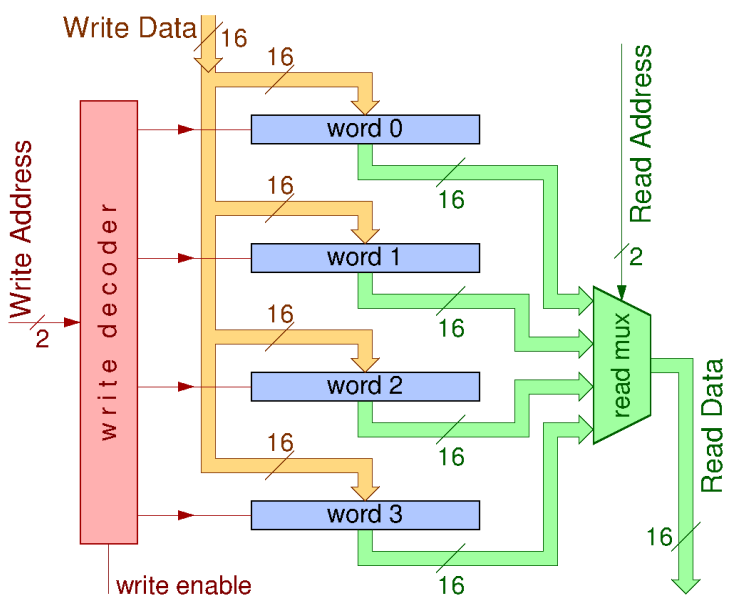 Write Data
16
16
word 0
16
Read Address
2
16
word 1
16
Write Address
2
write decoder
16
word 2
16
read mux
Read Data
16
16
word 3
16
write enable